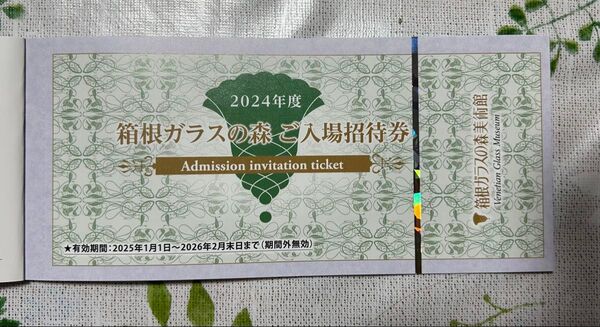 2024年度
箱根ガラスの森 ご入場招待券
Admission invitation ticket
★有効期間：2025年1月1日～2026年2月末日まで（期間外無効）
箱根ガラスの森美術館
Venetian Glass Museum